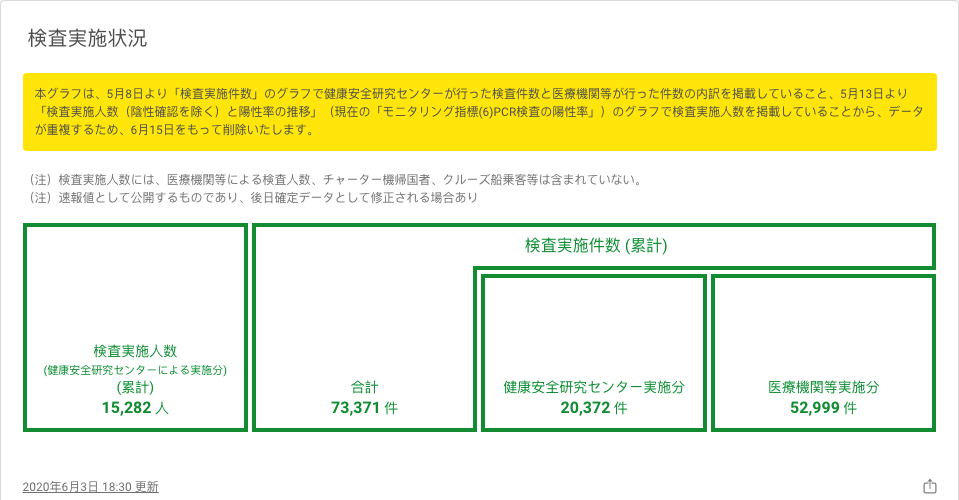 検査実施状況
本グラフは、5月8日より「検査実施件数」のグラフで健康安全研究センターが行った検査件数と医療機関等が行った件数の内訳を掲載していること、5月13日より
「検査実施人数（陰性確認を除く）と陽性率の推移」（現在の「モニタリング指標(6)PCR検査の陽性率」）のグラフで検査実施人数を掲載していることから、データ
が重複するため、6月15日をもって削除いたします。
（注）検査実施人数には、医療機関等による検査人数、チャーター機帰国者、クルーズ船乗客等は含まれていない。
（注）速報値として公開するものであり、後日確定データとして修正される場合あり
検査実施件数 (累計)
検査実施人数
(健康安全研究センターによる実施分)
(累計)
15,282 人
合計
73,371 件
健康安全研究センター実施分
20,372 件
医療機関等実施分
52,999 件
2020年6月3日 18:30 更新